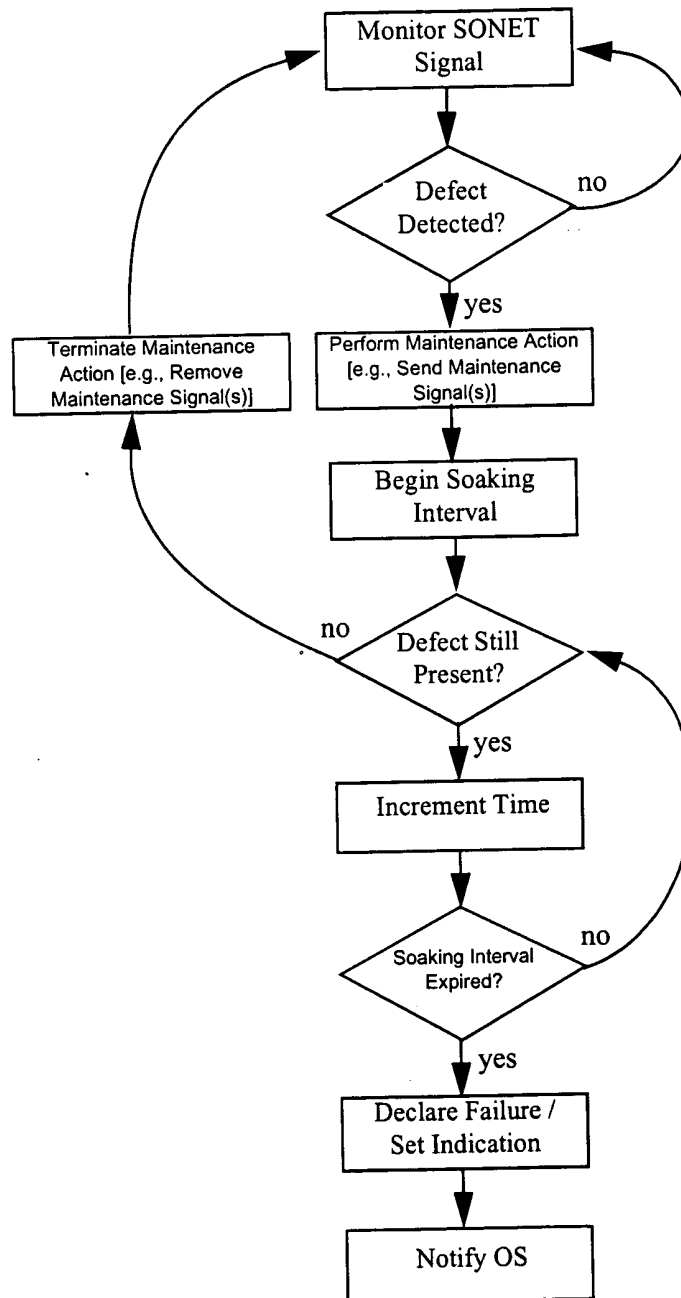 Monitor SONET
Signal
Defect
Detected?
no
yes
Terminate Maintenance
Action [e.g., Remove
Maintenance Signal(s)]
Perform Maintenance Action
[e.g., Send Maintenance
Signal(s)]
Begin Soaking
Interval
no
Defect Still
Present?
yes
Increment Time
Soaking Interval
Expired?
no
yes
Declare Failure /
Set Indication
Notify OS